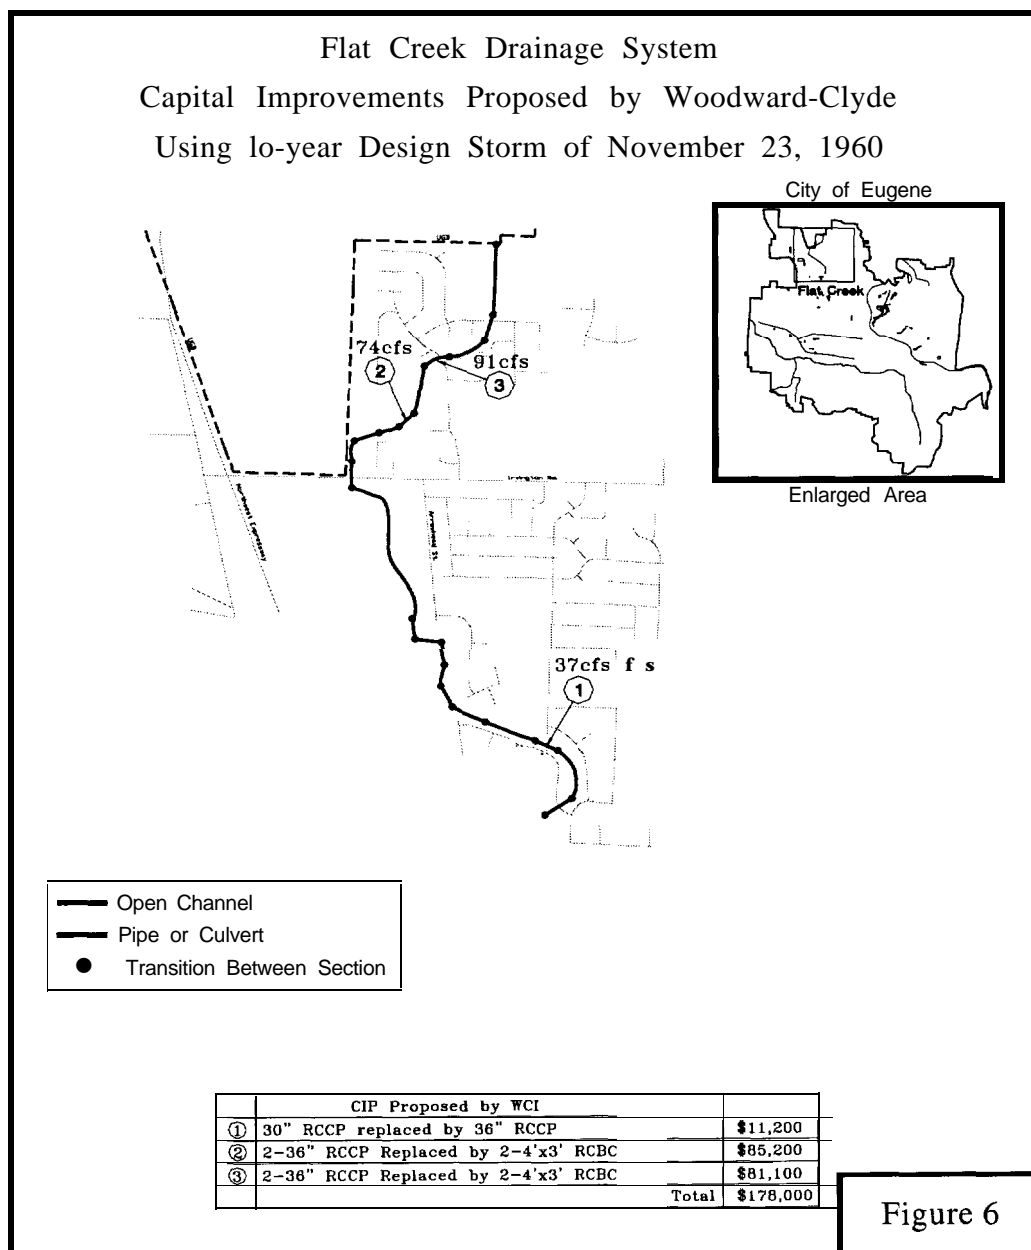 Flat Creek Drainage System
Capital Improvements Proposed by Woodward-Clyde
Using lo-year Design Storm of November 23, 1960
City of Eugene
Flat Creek
Enlarged Area
UGB
UGB
74cfs
2
91cfs
3
Northwest Expressway
37cfs f s
1
Open Channel
Pipe or Culvert
Transition Between Section
CIP Proposed by WCI
1 30" RCCP replaced by 36" RCCP $11,200
2 2-36" RCCP Replaced by 2-4'x3' RCBC $85,200
3 2-36" RCCP Replaced by 2-4'x3' RCBC $81,100
Total $178,000
Figure 6